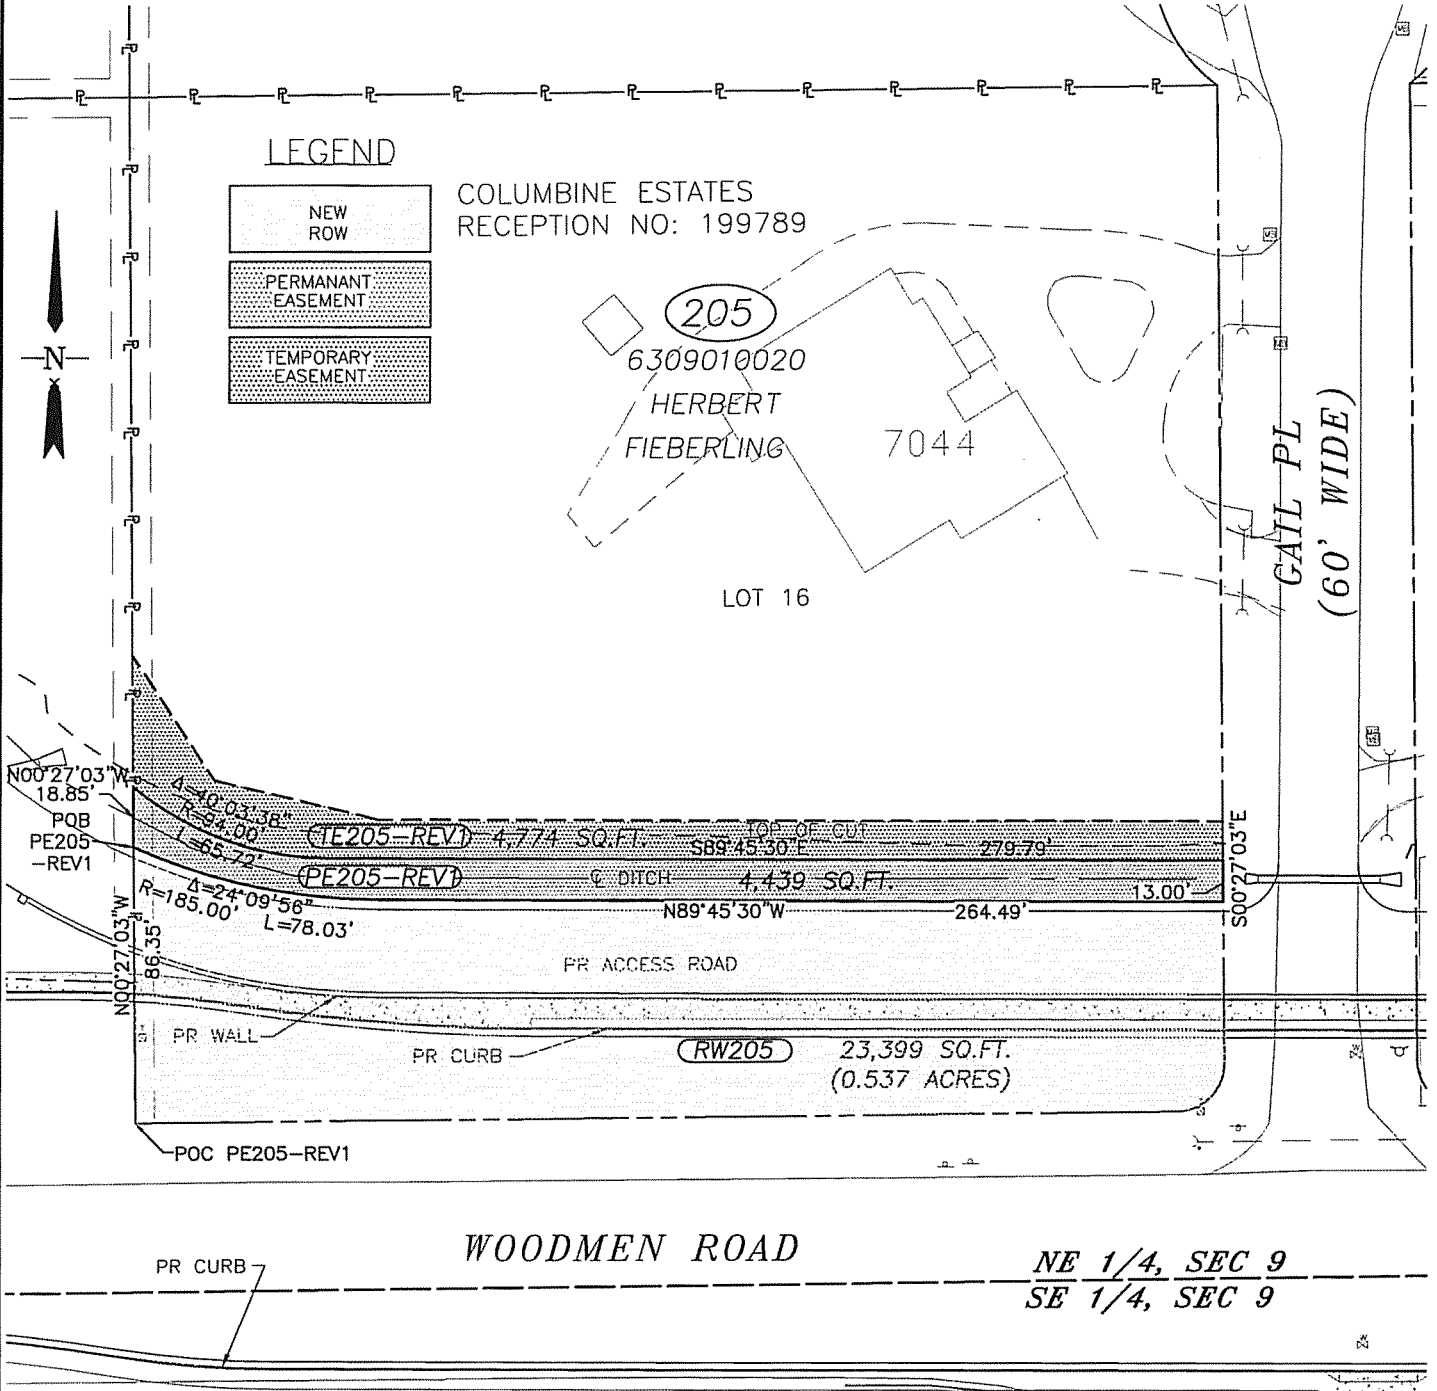 LEGEND
NEW
ROW
PERMANANT
EASEMENT
TEMPORARY
EASEMENT
COLUMBINE ESTATES
RECEPTION NO: 199789
N
205
6309010020
HERBERT
FIEBERLING
7044
LOT 16
GAIL PL
(60' WIDE)
N00°27'03"W
18.85'
POB
PE205
-REV1
Δ=40°03'38"
R=94.00'
L=65.72'
TE205-REV1 4,774 SQ.FT.
TOP OF CUT
S89°45'30"E 279.79'
PE205-REV1 ℄ DITCH 4,439 SQ.FT.
13.00'
S00°27'03"E
Δ=24°09'56"
R=185.00'
L=78.03'
N89°45'30"W 264.49'
N00°27'03"W
86.35'
PR ACCESS ROAD
PR WALL
PR CURB
RW205 23,399 SQ.FT.
(0.537 ACRES)
POC PE205-REV1
WOODMEN ROAD
PR CURB
NE 1/4, SEC 9
SE 1/4, SEC 9